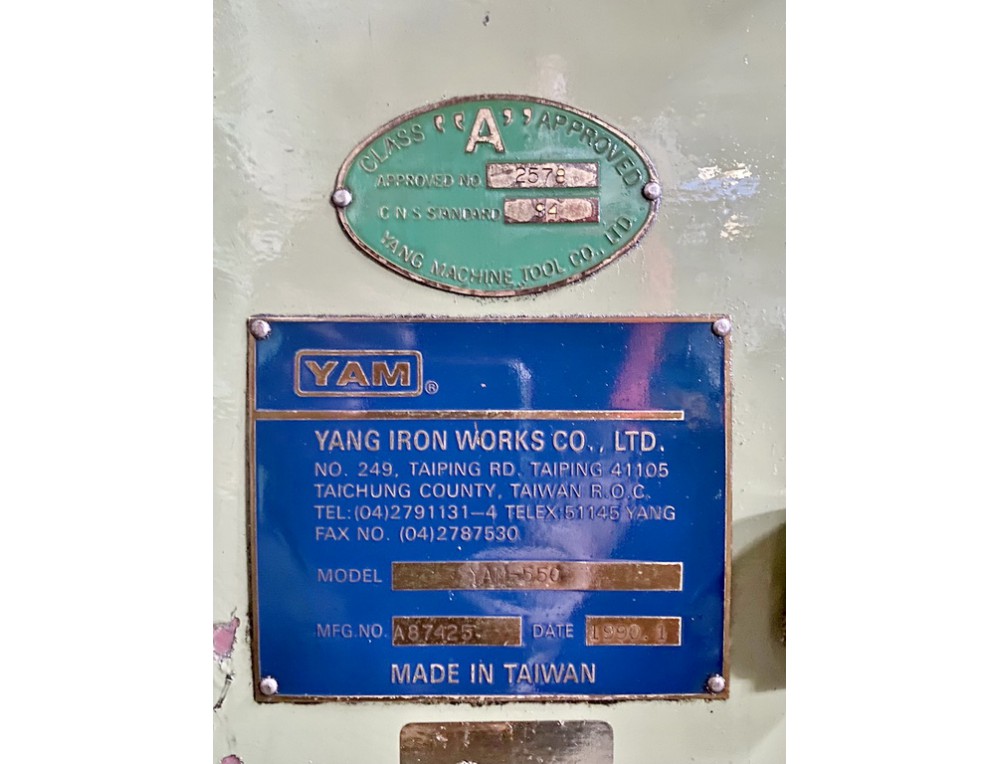 CLASS "A" APPROVED
APPROVED NO. 2578
C N S STANDARD S4
YANG MACHINE TOOL CO., LTD.
YAM®
YANG IRON WORKS CO., LTD.
NO. 249, TAIPING RD. TAIPING 41105
TAICHUNG COUNTY, TAIWAN R.O.C.
TEL:(04)2791131-4 TELEX:51145 YANG
FAX NO. (04)2787530
MODEL YAM-550
MFG.NO. A87425 DATE 1990.1
MADE IN TAIWAN